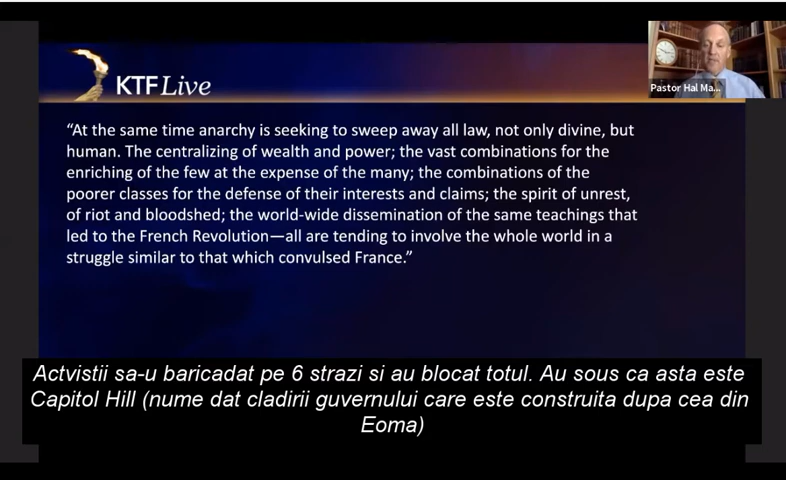 Pastor Hal Ma...
KTF Live
“At the same time anarchy is seeking to sweep away all law, not only divine, but
human. The centralizing of wealth and power; the vast combinations for the
enriching of the few at the expense of the many; the combinations of the
poorer classes for the defense of their interests and claims; the spirit of unrest,
of riot and bloodshed; the world-wide dissemination of the same teachings that
led to the French Revolution—all are tending to involve the whole world in a
struggle similar to that which convulsed France.”
Actvistii sa-u baricadat pe 6 strazi si au blocat totul. Au sous ca asta este
Capitol Hill (nume dat cladirii guvernului care este construita dupa cea din
Eoma)